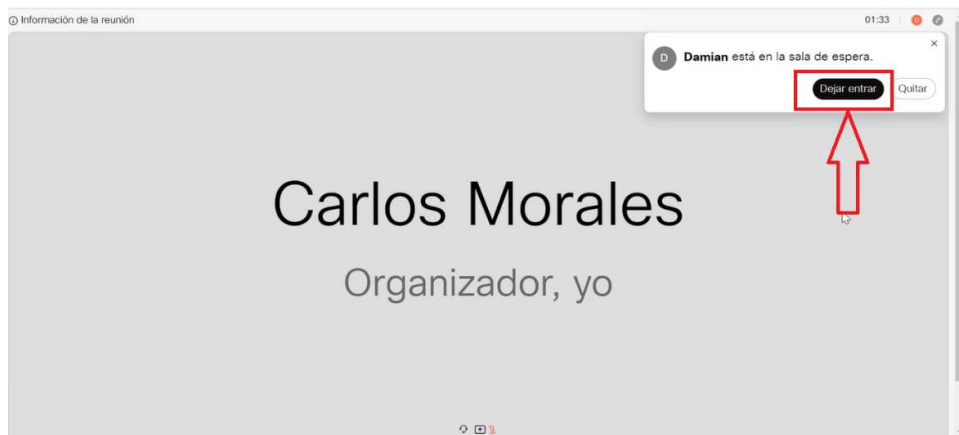 Información de la reunión
01:33
D
Damian está en la sala de espera.
Dejar entrar
Quitar
Carlos Morales
Organizador, yo